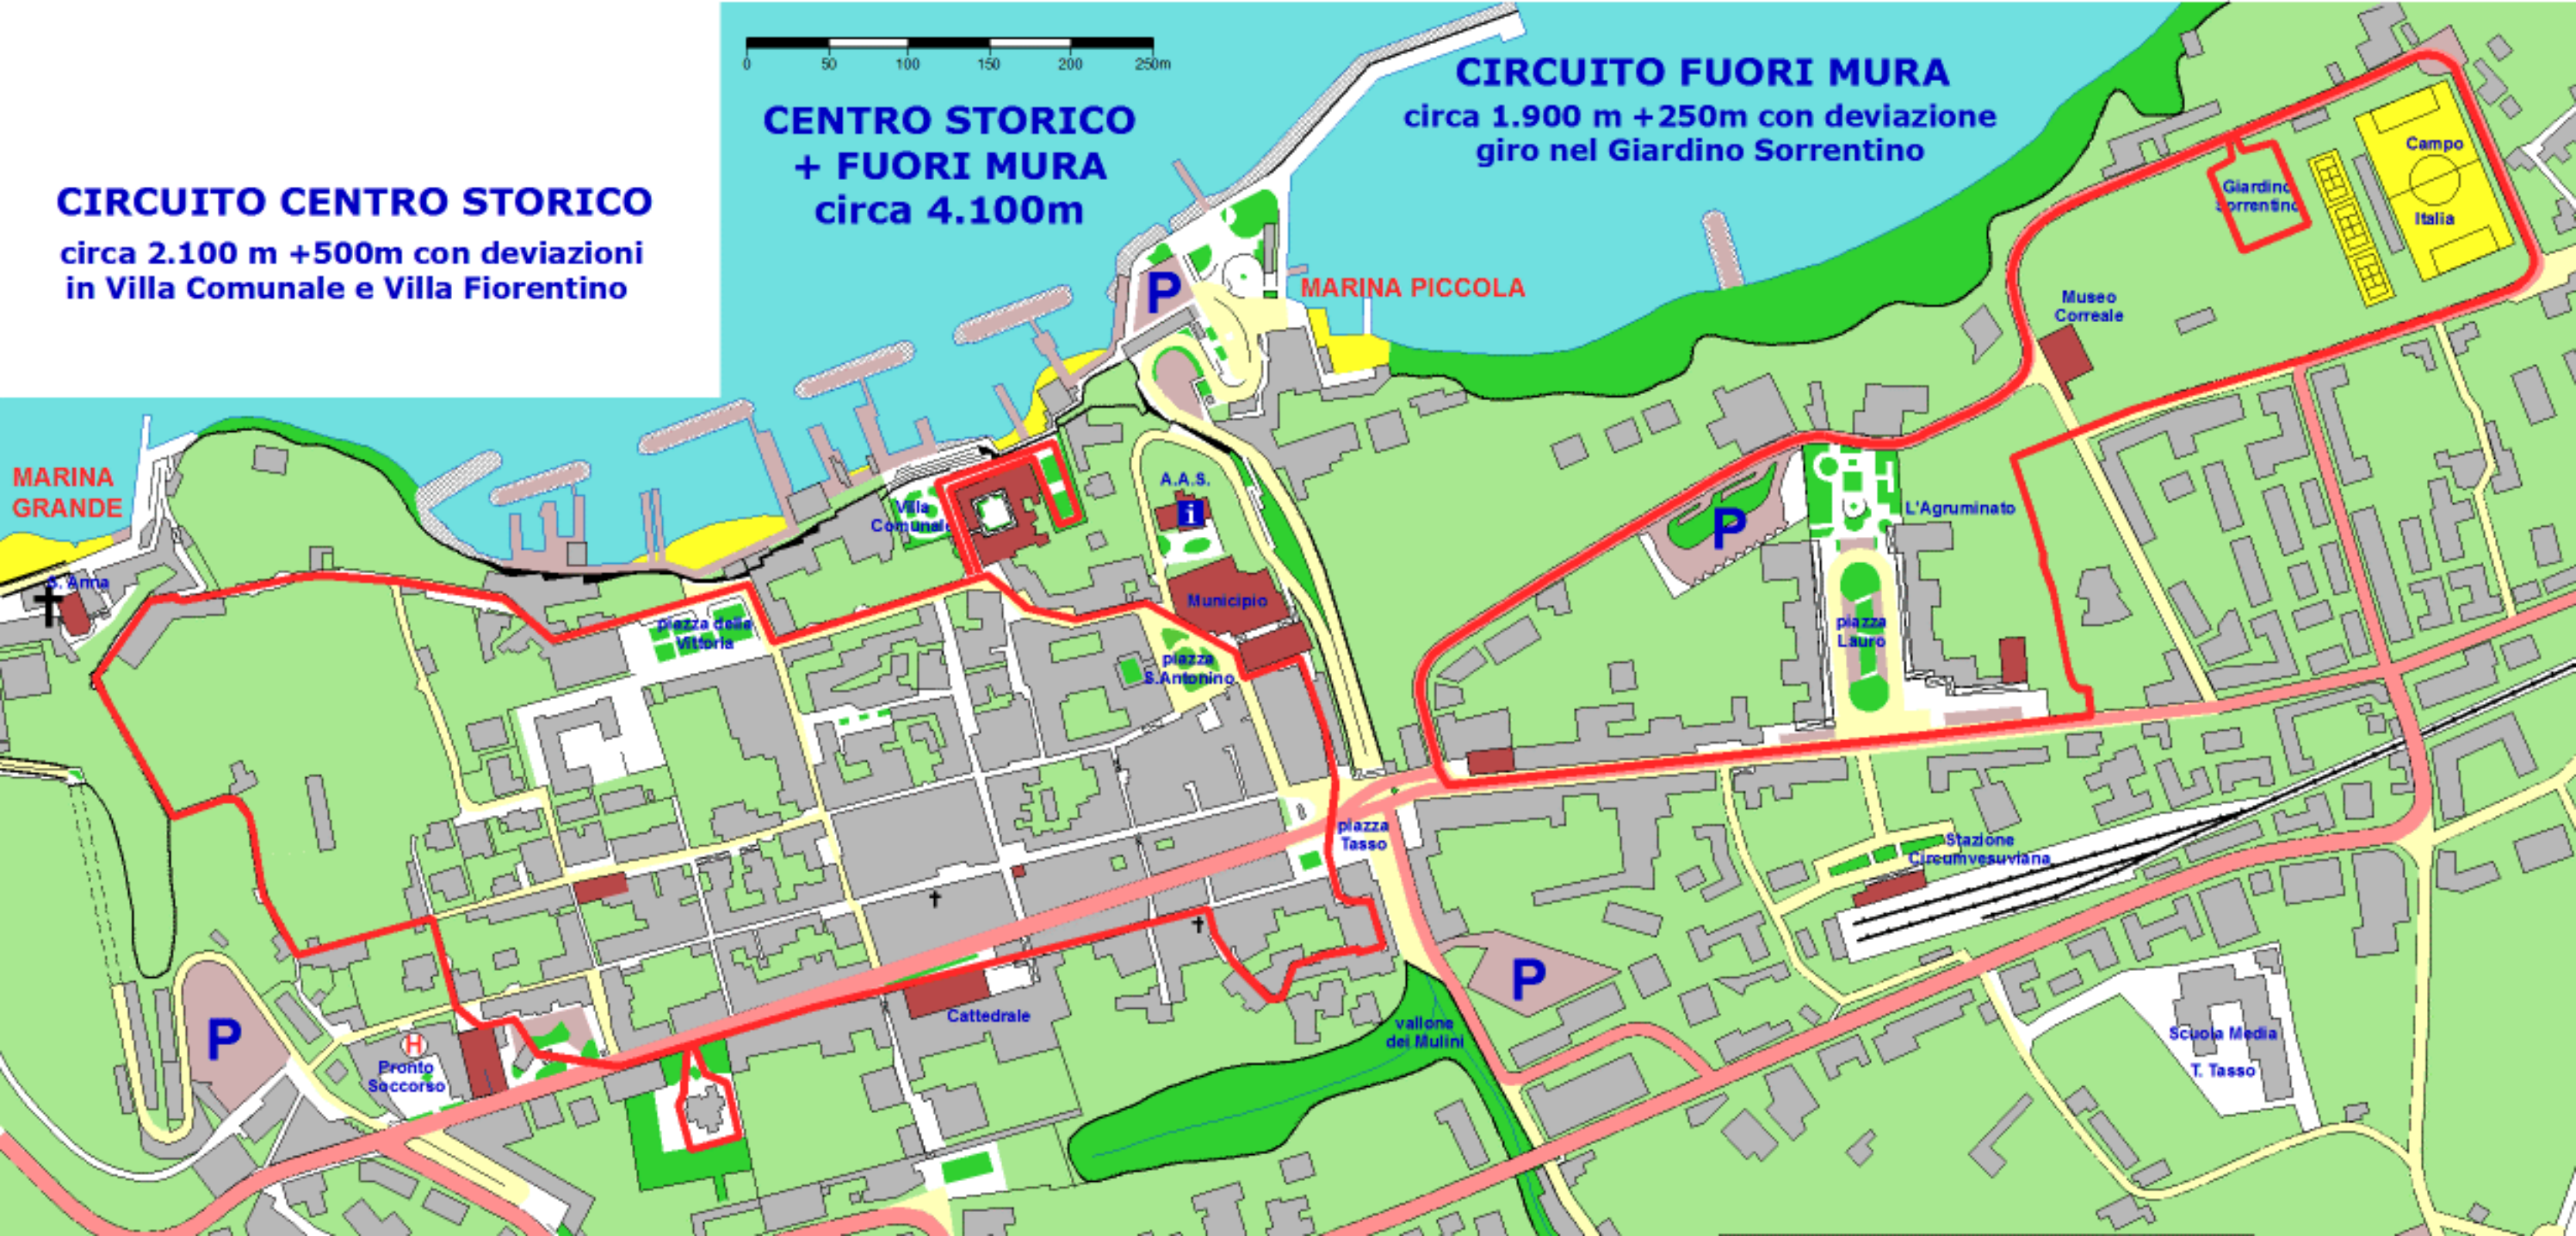 0 50 100 150 200 250m
CIRCUITO CENTRO STORICO
circa 2.100 m +500m con deviazioni
in Villa Comunale e Villa Fiorentino
CENTRO STORICO
+ FUORI MURA
circa 4.100m
CIRCUITO FUORI MURA
circa 1.900 m +250m con deviazione
giro nel Giardino Sorrentino
Campo
Italia
Giardino
Sorrentino
MARINA PICCOLA
P
Museo
Correale
MARINA
GRANDE
A.A.S.
i
Villa
Comunale
L'Agruminato
P
S. Anna
Municipio
piazza della
Vittoria
piazza
Lauro
piazza
S.Antonino
piazza
Tasso
Stazione
Circumvesuviana
P
Cattedrale
vallone
dei Mulini
P
H
Pronto
Soccorso
Scuola Media
T. Tasso